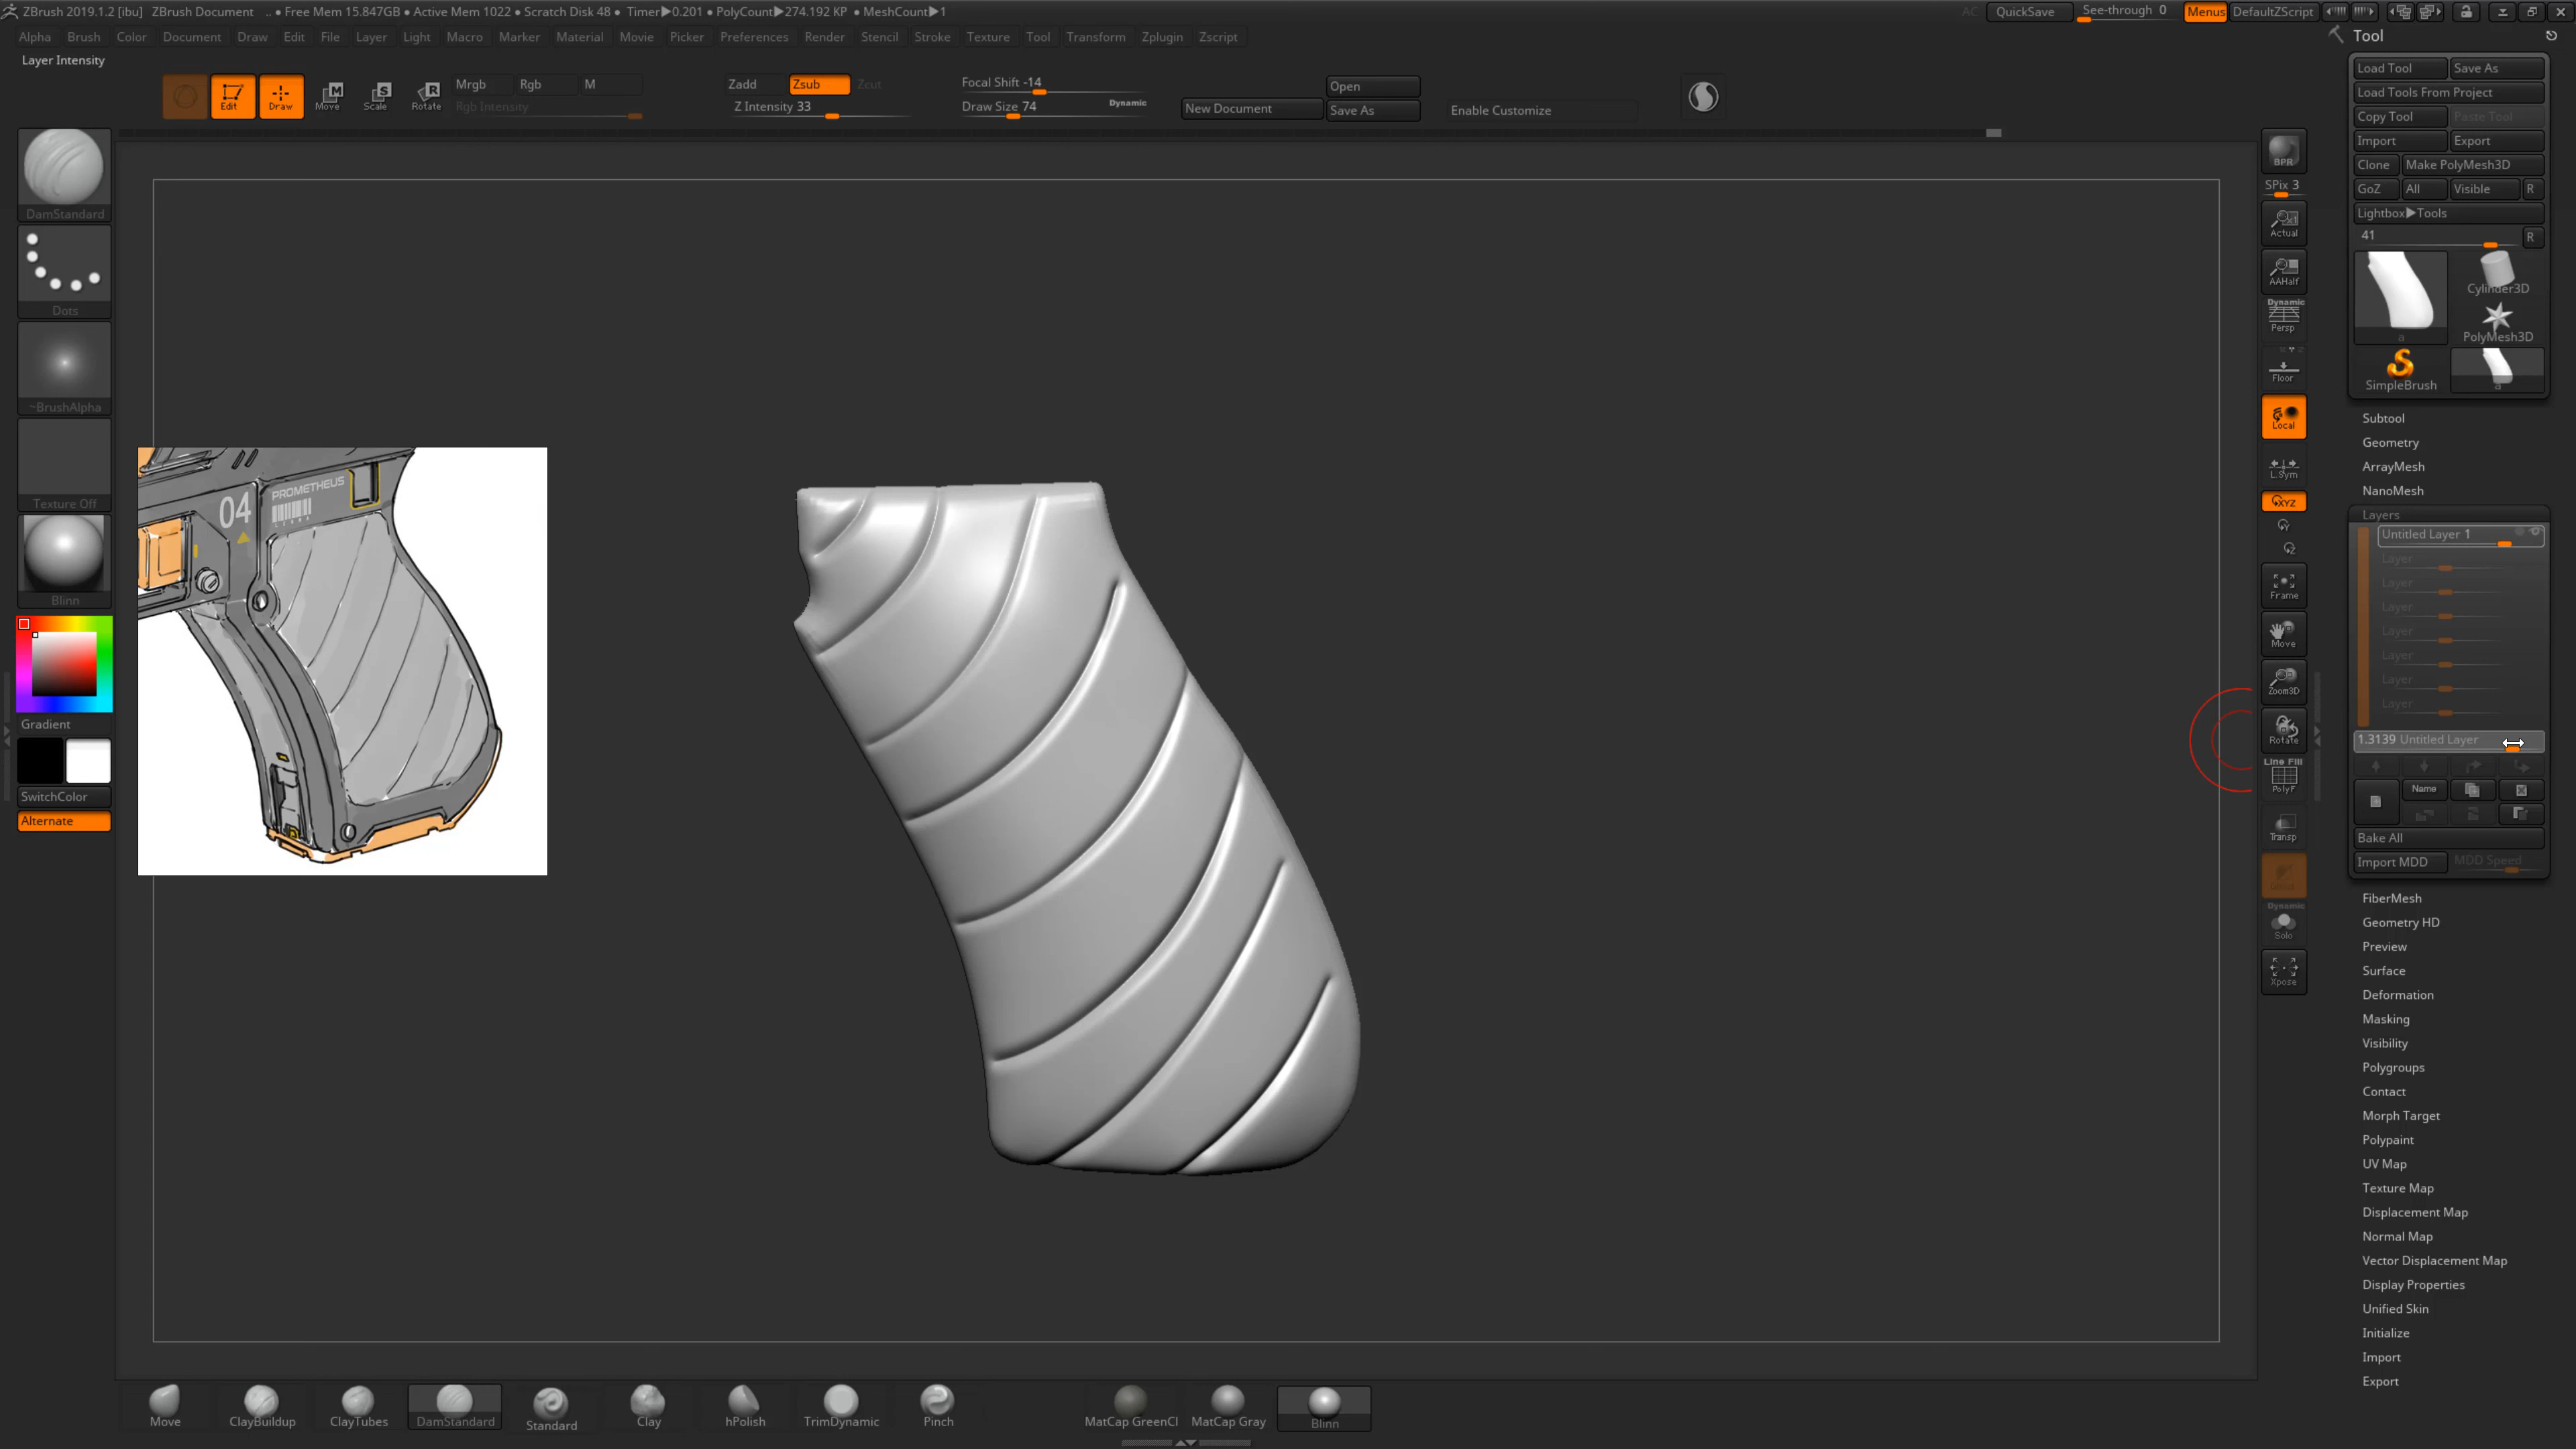 ZBrush 2019.1.2 [ibu] ZBrush Document .. ● Free Mem 15.847GB ● Active Mem 1022 ● Scratch Disk 48 ● Timer▶0.201 ● PolyCount▶274.192 KP ● MeshCount▶1
AC QuickSave See-through 0 Menus DefaultZScript
Alpha Brush Color Document Draw Edit File Layer Light Macro Marker Material Movie Picker Preferences Render Stencil Stroke Texture Tool Transform Zplugin Zscript
Layer Intensity
Edit Draw Move Scale Rotate
M S R
Mrgb Rgb M
Rgb Intensity
Zadd Zsub Zcut
Z Intensity 33
Focal Shift -14
Draw Size 74 Dynamic
New Document
Open
Save As
Enable Customize
DamStandard
Dots
~BrushAlpha
Texture Off
Blinn
Gradient
SwitchColor
Alternate
04
PROMETHEUS
BPR
SPix 3
Actual
AAHalf
Dynamic
Persp
Floor
Local
L.Sym
XYZ
Y
Z
Frame
Move
Zoom3D
Rotate
Line Fill
PolyF
Transp
Dynamic
Solo
Xpose
Tool
Load Tool Save As
Load Tools From Project
Copy Tool Paste Tool
Import Export
Clone Make PolyMesh3D
GoZ All Visible R
Lightbox▶Tools
41 R
Cylinder3D
a PolyMesh3D
SimpleBrush a
Subtool
Geometry
ArrayMesh
NanoMesh
Layers
Untitled Layer 1
Layer
Layer
Layer
Layer
Layer
Layer
Layer
1.3139 Untitled Layer
Name
Bake All
Import MDD MDD Speed
FiberMesh
Geometry HD
Preview
Surface
Deformation
Masking
Visibility
Polygroups
Contact
Morph Target
Polypaint
UV Map
Texture Map
Displacement Map
Normal Map
Vector Displacement Map
Display Properties
Unified Skin
Initialize
Import
Export
Move ClayBuildup ClayTubes DamStandard Standard Clay hPolish TrimDynamic Pinch MatCap GreenCl MatCap Gray Blinn